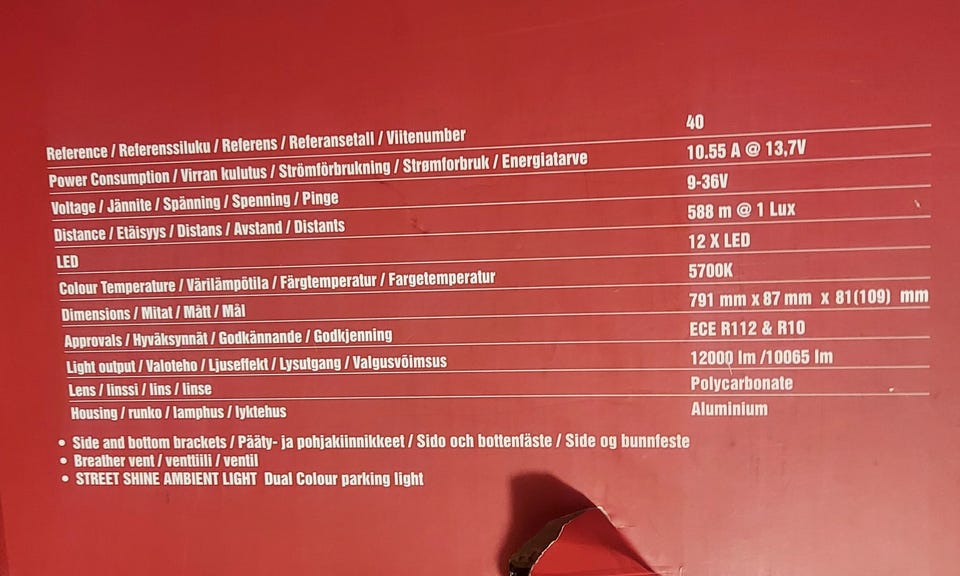 Reference / Referenssiluku / Referens / Referansetall / Viitenumber 40
Power Consumption / Virran kulutus / Strömförbrukning / Strømforbruk / Energiatarve 10.55 A @ 13,7V
Voltage / Jännite / Spänning / Spenning / Pinge 9-36V
Distance / Etäisyys / Distans / Avstand / Distants 588 m @ 1 Lux
LED 12 X LED
Colour Temperature / Värilämpötila / Färgtemperatur / Fargetemperatur 5700K
Dimensions / Mitat / Mått / Mål 791 mm x 87 mm x 81(109) mm
Approvals / Hyväksynnät / Godkännande / Godkjenning ECE R112 & R10
Light output / Valoteho / Ljuseffekt / Lysutgang / Valgusvõimsus 12000 lm /10065 lm
Lens / linssi / lins / linse Polycarbonate
Housing / runko / lamphus / lyktehus Aluminium
• Side and bottom brackets / Pääty- ja pohjakiinnikkeet / Sido och bottenfäste / Side og bunnfeste
• Breather vent / venttiili / ventil
• STREET SHINE AMBIENT LIGHT Dual Colour parking light